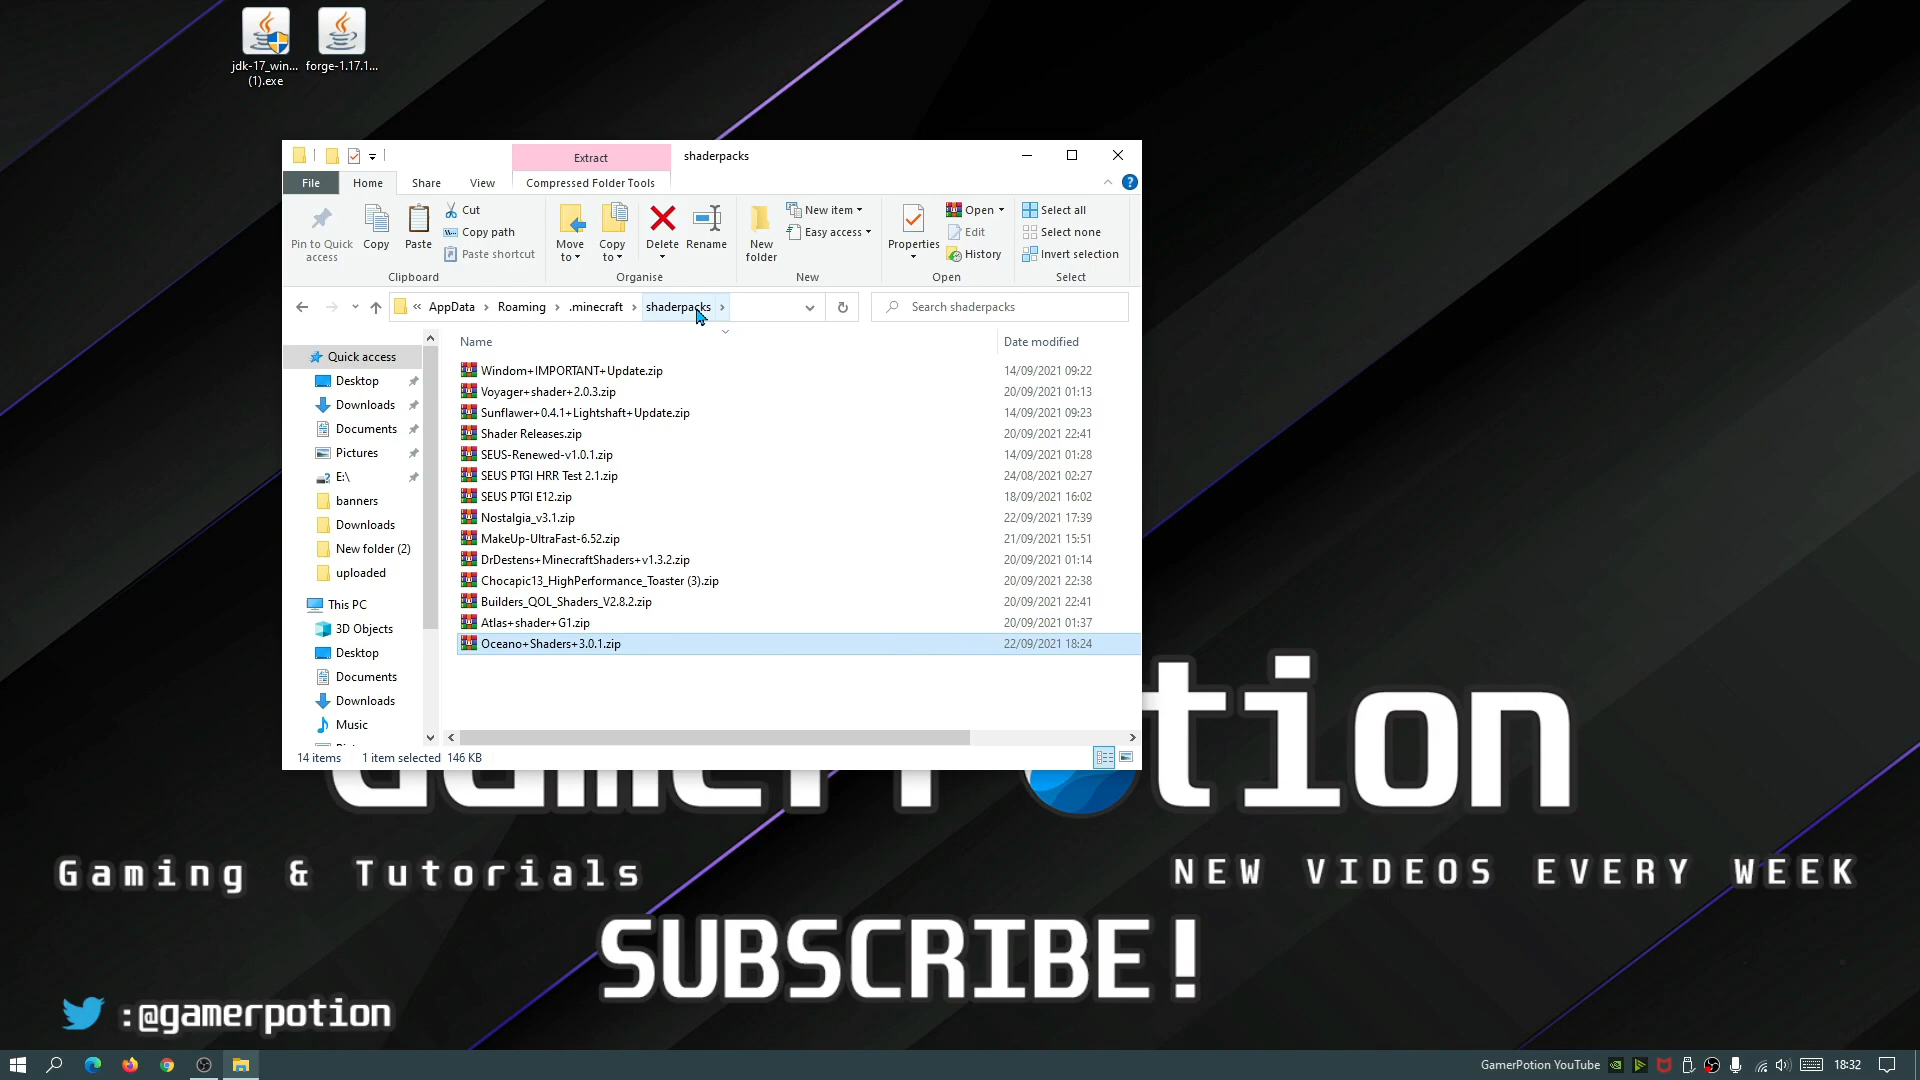 jdk-17_win...
(1).exe
forge-1.17.1...
Extract
shaderpacks
File
Home
Share
View
Compressed Folder Tools
Pin to Quick
access
Copy
Paste
Cut
Copy path
Paste shortcut
Clipboard
Move
to
Copy
to
Delete
Rename
Organise
New
folder
New item
Easy access
New
Properties
Open
Edit
History
Open
Select all
Select none
Invert selection
Select
« AppData › Roaming › .minecraft › shaderpacks ›
Search shaderpacks
Quick access
Desktop
Downloads
Documents
Pictures
E:\
banners
Downloads
New folder (2)
uploaded
This PC
3D Objects
Desktop
Documents
Downloads
Music
Name Date modified
Windom+IMPORTANT+Update.zip 14/09/2021 09:22
Voyager+shader+2.0.3.zip 20/09/2021 01:13
Sunflawer+0.4.1+Lightshaft+Update.zip 14/09/2021 09:23
Shader Releases.zip 20/09/2021 22:41
SEUS-Renewed-v1.0.1.zip 14/09/2021 01:28
SEUS PTGI HRR Test 2.1.zip 24/08/2021 02:27
SEUS PTGI E12.zip 18/09/2021 16:02
Nostalgia_v3.1.zip 22/09/2021 17:39
MakeUp-UltraFast-6.52.zip 21/09/2021 15:51
DrDestens+MinecraftShaders+v1.3.2.zip 20/09/2021 01:14
Chocapic13_HighPerformance_Toaster (3).zip 20/09/2021 22:38
Builders_QOL_Shaders_V2.8.2.zip 20/09/2021 22:41
Atlas+shader+G1.zip 20/09/2021 01:37
Oceano+Shaders+3.0.1.zip 22/09/2021 18:24
14 items 1 item selected 146 KB
GamerPotion
Gaming & Tutorials
NEW VIDEOS EVERY WEEK
SUBSCRIBE!
:@gamerpotion
GamerPotion YouTube
18:32